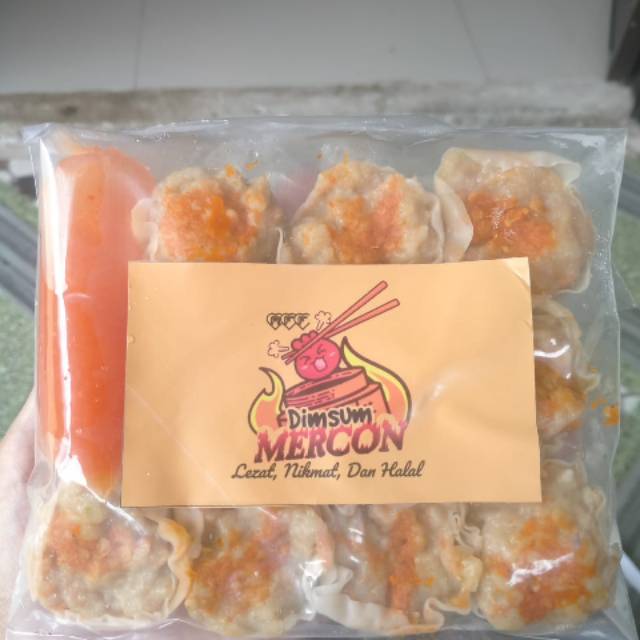 Dimsum
MERCON
Lezat, Nikmat, Dan Halal